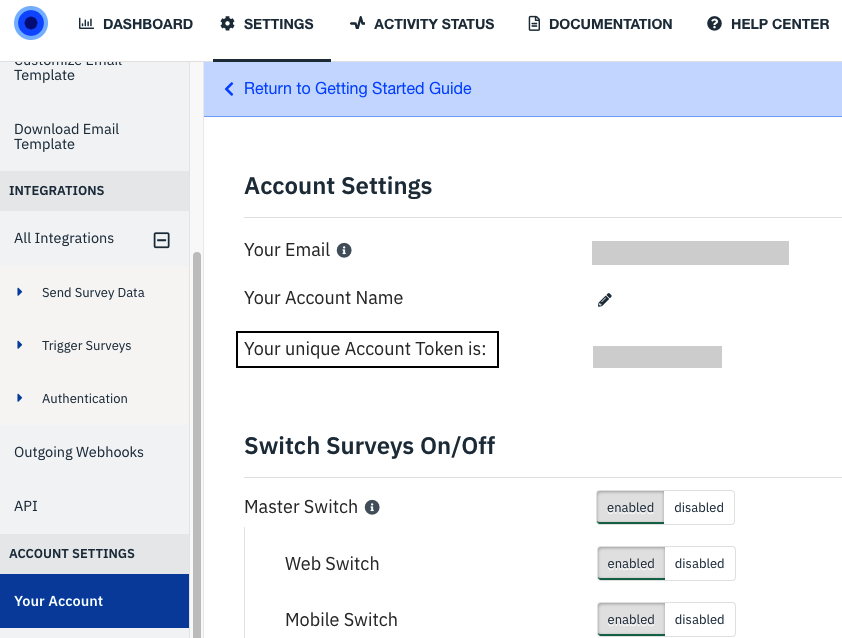 DASHBOARD
SETTINGS
ACTIVITY STATUS
DOCUMENTATION
HELP CENTER
Customize Email
Template
Download Email
Template
INTEGRATIONS
All Integrations
Send Survey Data
Trigger Surveys
Authentication
Outgoing Webhooks
API
ACCOUNT SETTINGS
Your Account
Return to Getting Started Guide
Account Settings
Your Email
Your Account Name
Your unique Account Token is:
Switch Surveys On/Off
Master Switch
enabled disabled
Web Switch
enabled disabled
Mobile Switch
enabled disabled